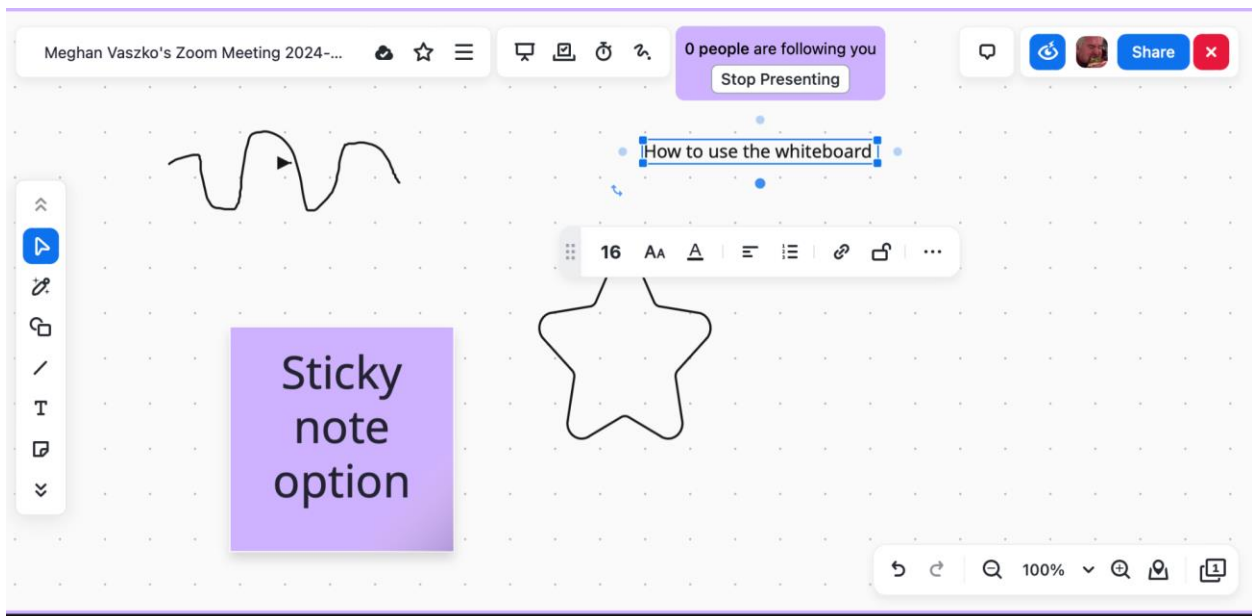 Meghan Vaszko's Zoom Meeting 2024-...
0 people are following you
Stop Presenting
Share
How to use the whiteboard
16 AA A
T
Sticky
note
option
100%
1